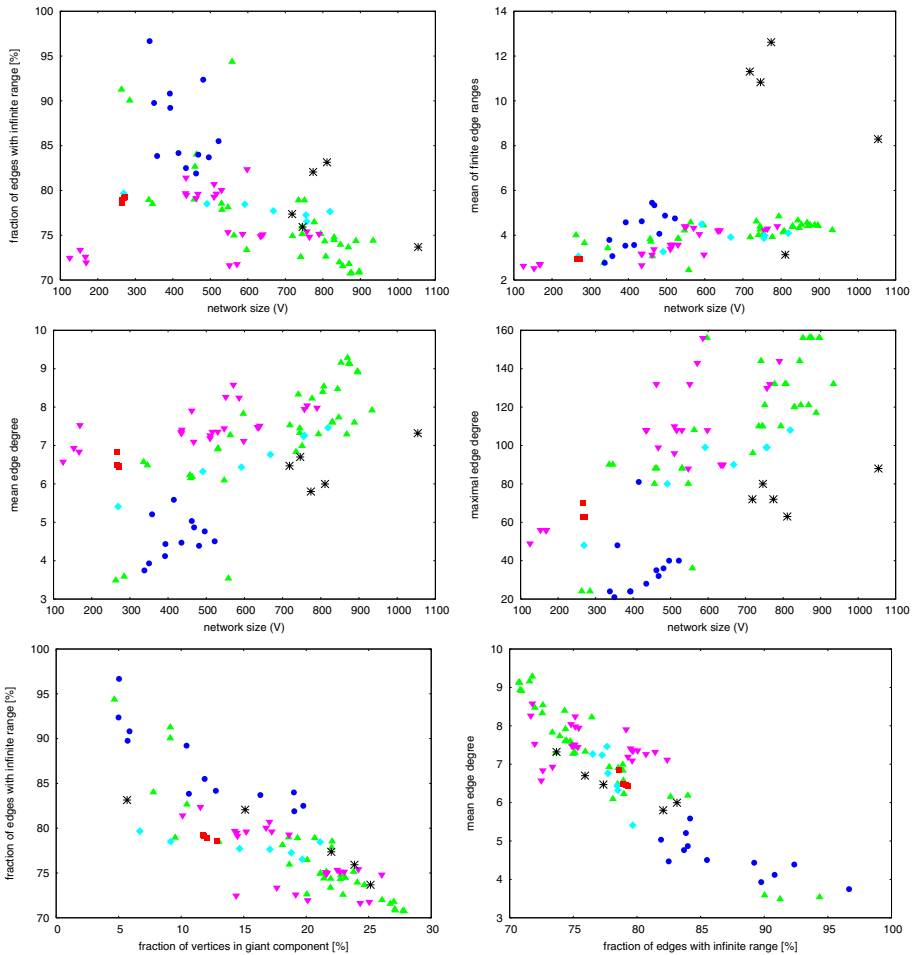 fraction of edges with infinite range [%]
100
95
90
85
80
75
70
100 200 300 400 500 600 700 800 900 1000 1100
network size (V)
mean of finite edge ranges
14
12
10
8
6
4
2
100 200 300 400 500 600 700 800 900 1000 1100
network size (V)
mean edge degree
10
9
8
7
6
5
4
3
100 200 300 400 500 600 700 800 900 1000 1100
network size (V)
maximal edge degree
160
140
120
100
80
60
40
20
100 200 300 400 500 600 700 800 900 1000 1100
network size (V)
fraction of edges with infinite range [%]
100
95
90
85
80
75
70
0 5 10 15 20 25 30
fraction of vertices in giant component [%]
mean edge degree
10
9
8
7
6
5
4
3
70 75 80 85 90 95 100
fraction of edges with infinite range [%]